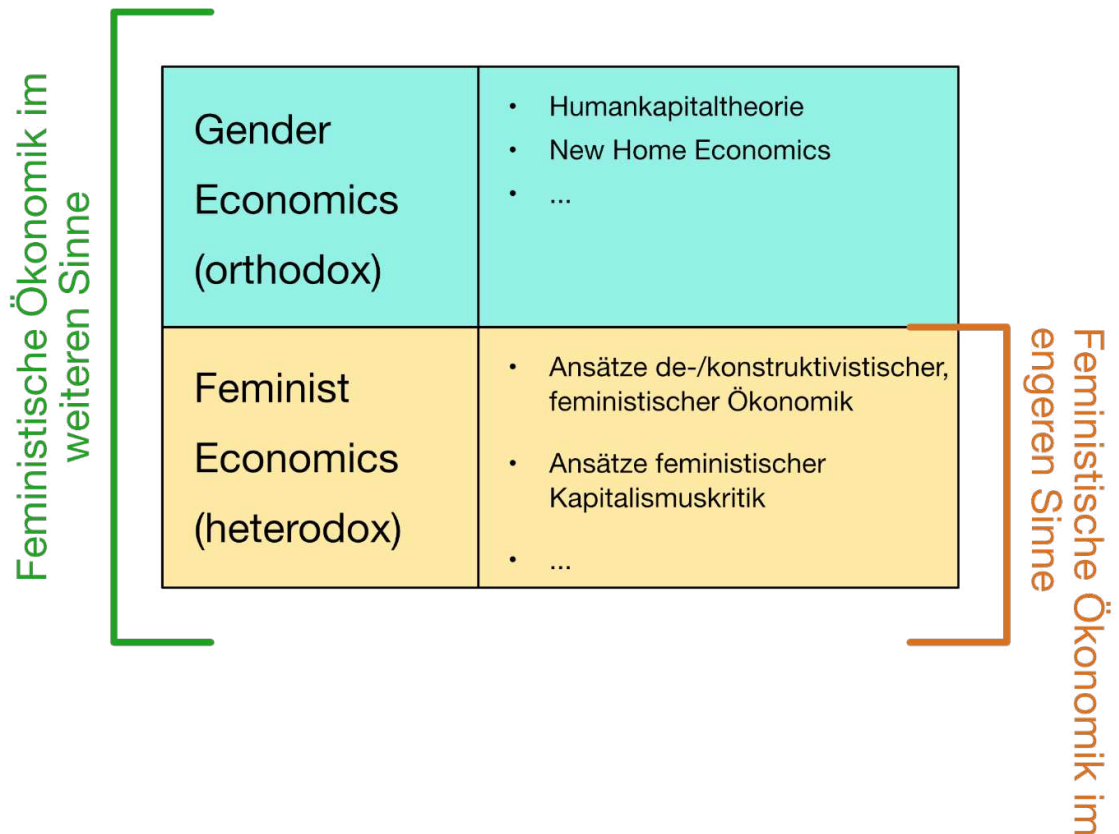 Feministische Ökonomik im
weiteren Sinne
Gender
Economics
(orthodox)
• Humankapitaltheorie
• New Home Economics
• ...
Feminist
Economics
(heterodox)
• Ansätze de-/konstruktivistischer,
feministischer Ökonomik
• Ansätze feministischer
Kapitalismuskritik
• ...
Feministische Ökonomik im
engeren Sinne